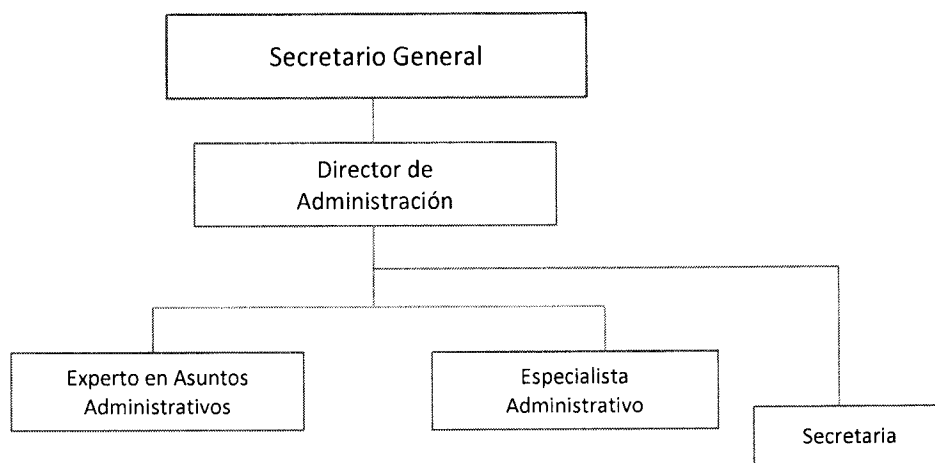 Secretario General
Director de
Administración
Experto en Asuntos
Administrativos
Especialista
Administrativo
Secretaria